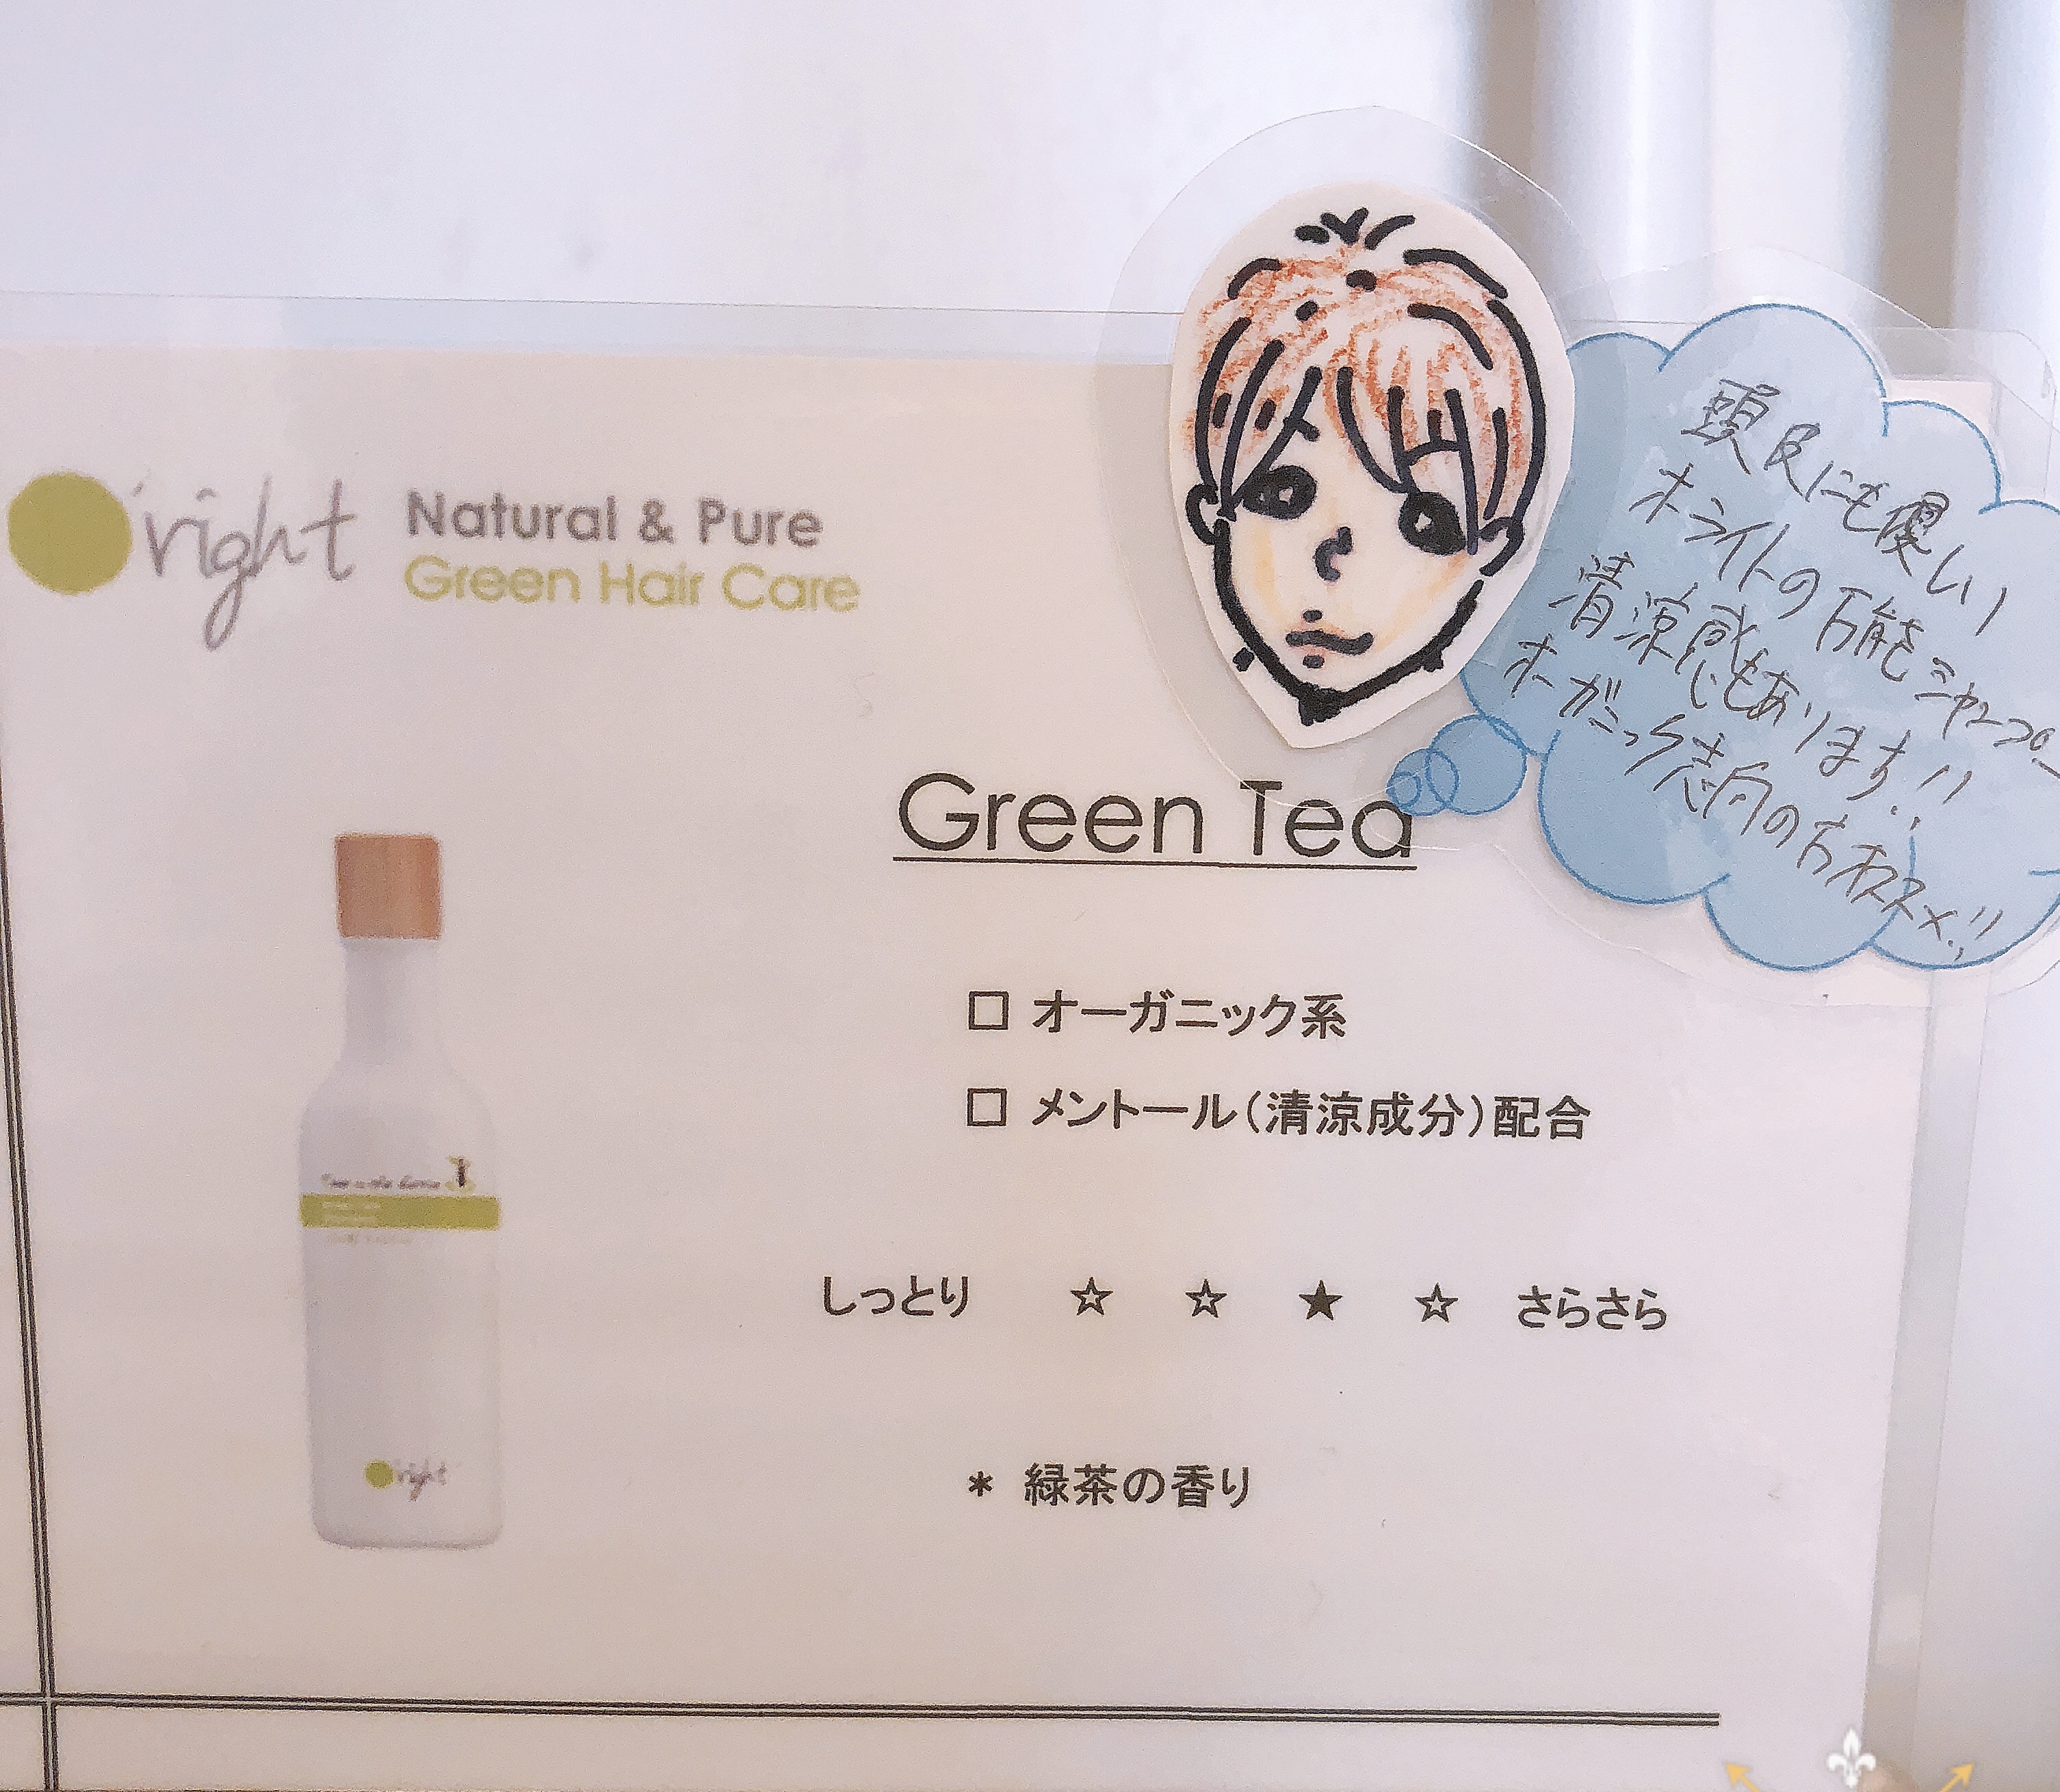 O'right
Natural & Pure
Green Hair Care
頭皮にも優しい
オライトの万能シャンプー
清涼感もあります!!
オーガニック志向の方オススメ!!
Green Tea
□ オーガニック系
□ メントール(清涼成分)配合
しっとり ☆ ☆ ★ ☆ さらさら
* 緑茶の香り
O'right